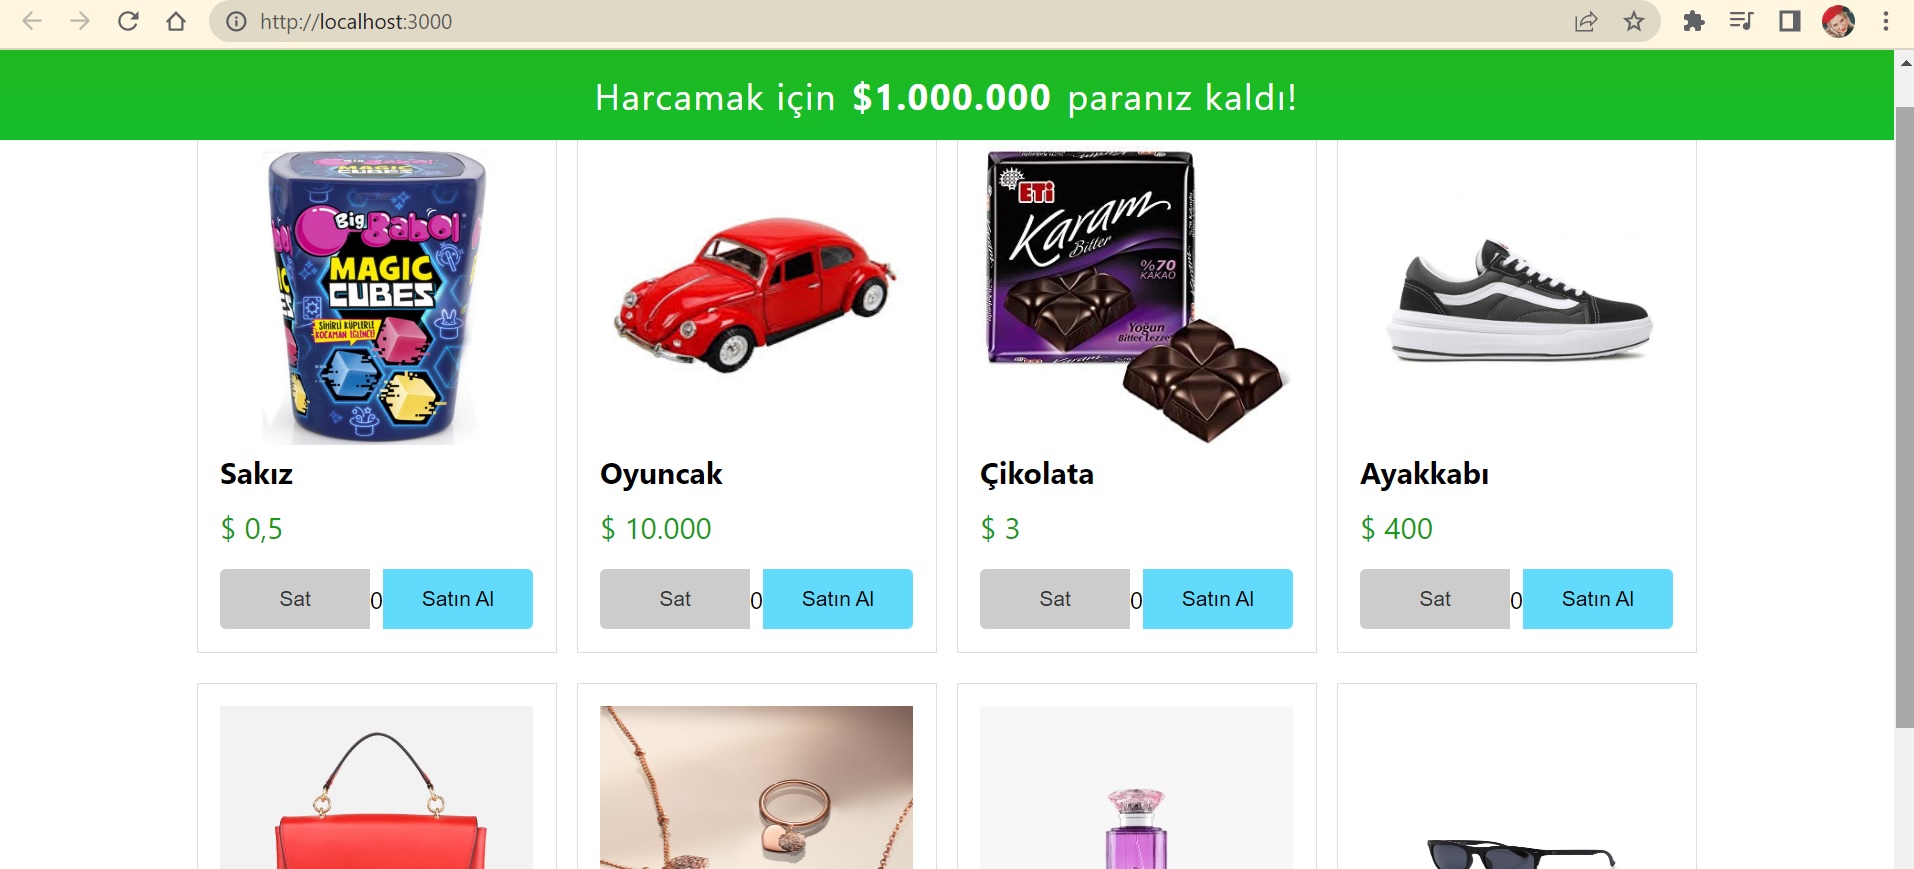 http://localhost:3000
Harcamak için $1.000.000 paranız kaldı!
Big Babol
MAGIC
CUBES
SİHİRLİ KÜPLERLE
KOCAMAN EĞLENCE!
ETİ
Karam
Bitter
%70
KAKAO
Yoğun
Bitter Lezzet
Sakız
Oyuncak
Çikolata
Ayakkabı
$ 0,5
$ 10.000
$ 3
$ 400
Sat 0 Satın Al
Sat 0 Satın Al
Sat 0 Satın Al
Sat 0 Satın Al